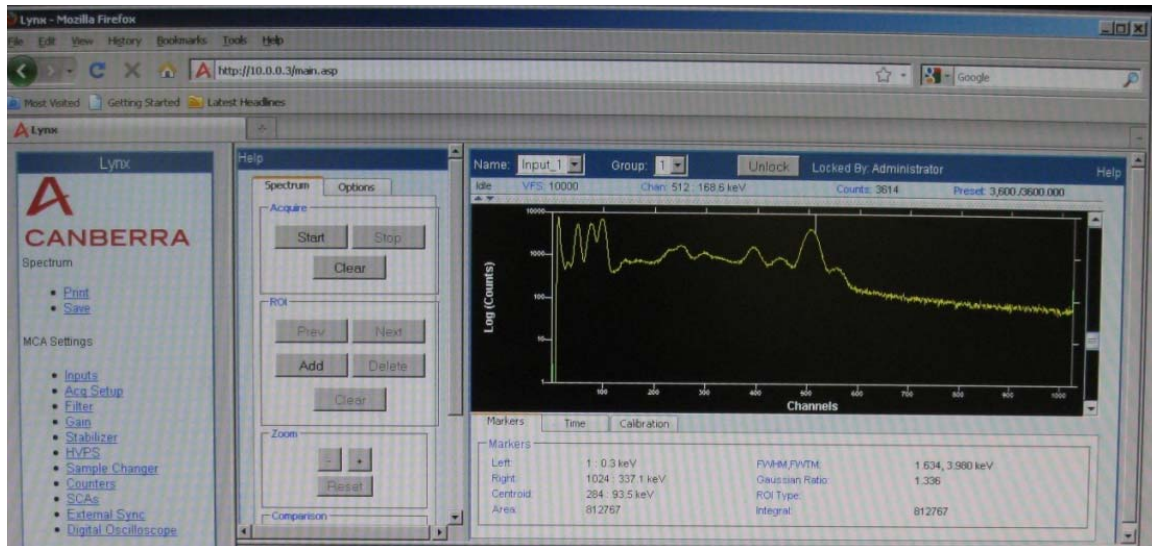 Lynx - Mozilla Firefox
File Edit View History Bookmarks Tools Help
http://10.0.0.3/main.asp
Google
Most Visited Getting Started Latest Headlines
Lynx
Lynx
CANBERRA
Spectrum
Print
Save
MCA Settings
Inputs
Acq Setup
Filter
Gain
Stabilizer
HVPS
Sample Changer
Counters
SCAs
External Sync
Digital Oscilloscope
Help
Spectrum Options
Acquire
Start Stop
Clear
ROI
Prev Next
Add Delete
Clear
Zoom
- +
Reset
Comparison
Name: Input_1 Group: 1 Unlock Locked By: Administrator Help
Idle VFS: 10000 Chan: 512 : 168.6 keV Counts: 3614 Preset: 3,600./3600.000
10000
1000
100
10
1
Log (Counts)
100 200 300 400 500 600 700 800 900 1000
Channels
Markers Time Calibration
Markers
Left: 1 : 0.3 keV FWHM,FWTM: 1.634, 3.980 keV
Right: 1024 : 337.1 keV Gaussian Ratio: 1.336
Centroid: 284 : 93.5 keV ROI Type:
Area: 812767 Integral: 812767